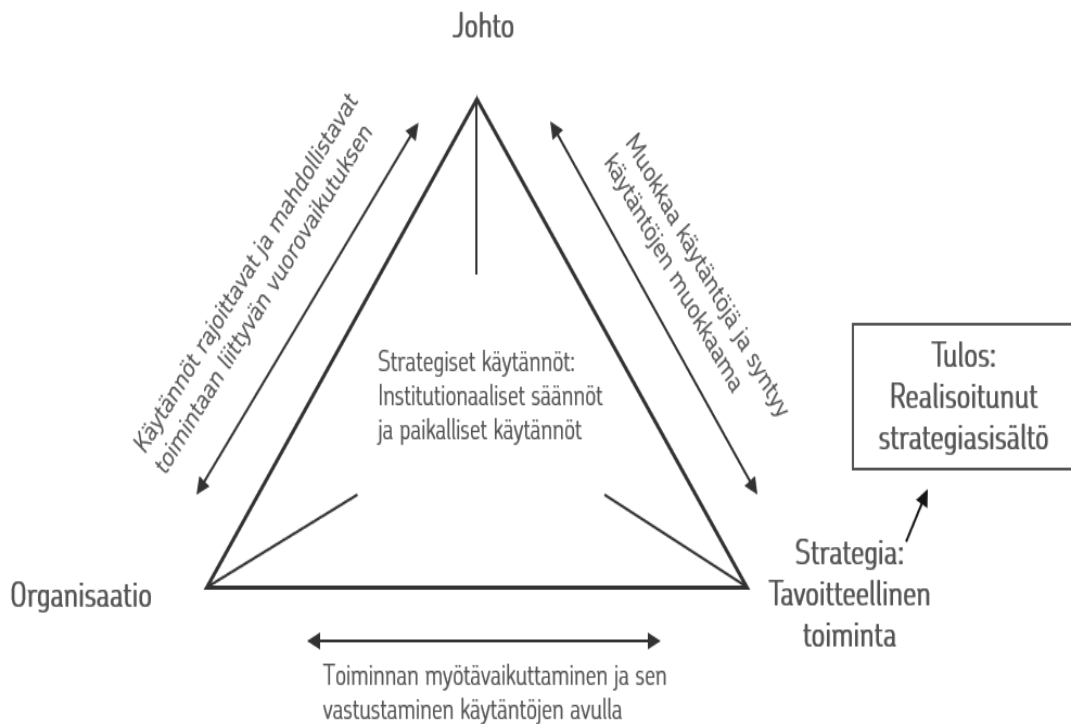 Johto
Käytännöt rajoittavat ja mahdollistavat
toimintaan liittyvän vuorovaikutuksen
Muokkaa käytäntöjä ja syntyy
käytäntöjen muokkaama
Strategiset käytännöt:
Institutionaaliset säännöt
ja paikalliset käytännöt
Tulos:
Realisoitunut
strategiasisältö
Organisaatio
Strategia:
Tavoitteellinen
toiminta
Toiminnan myötävaikuttaminen ja sen
vastustaminen käytäntöjen avulla